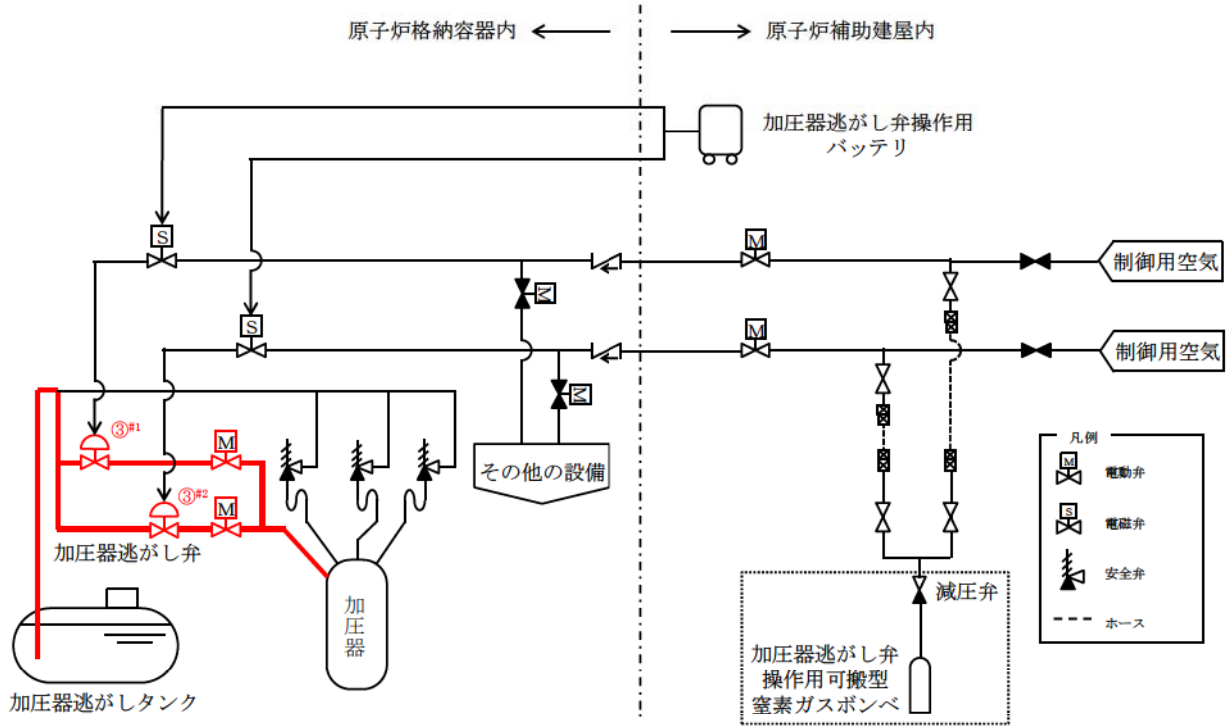 原子炉格納容器内
原子炉補助建屋内
加圧器逃がし弁操作用
バッテリ
S
M
制御用空気
M
S
M
制御用空気
M
③#1
M
その他の設備
③#2
M
加圧器逃がし弁
凡例
M
電動弁
S
電磁弁
安全弁
ホース
減圧弁
加圧器
加圧器逃がし弁
操作用可搬型
窒素ガスボンベ
加圧器逃がしタンク